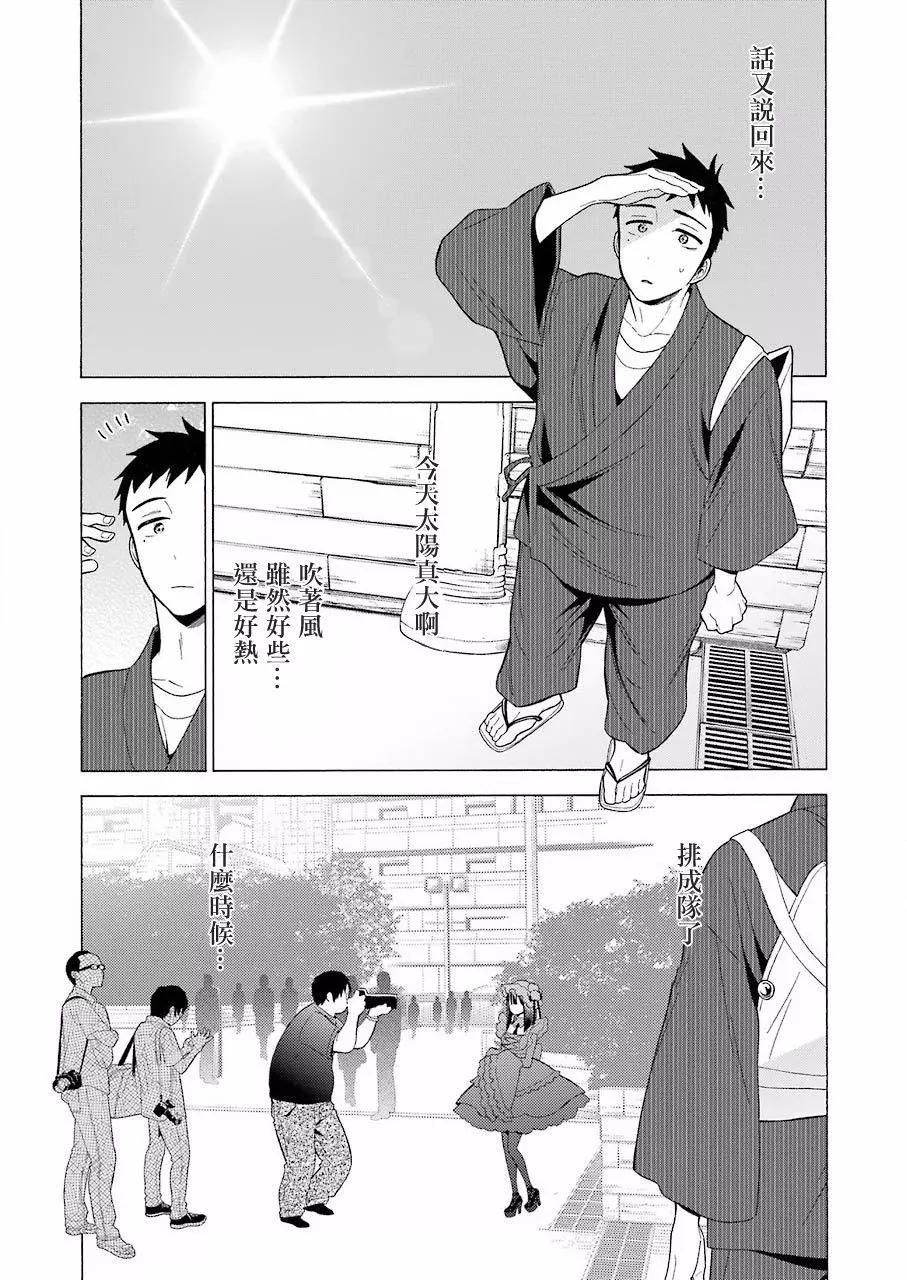 話又說回來…
今天太陽真大啊
吹著風
雖然好些…
還是好熱
排成隊了
什麼時候…